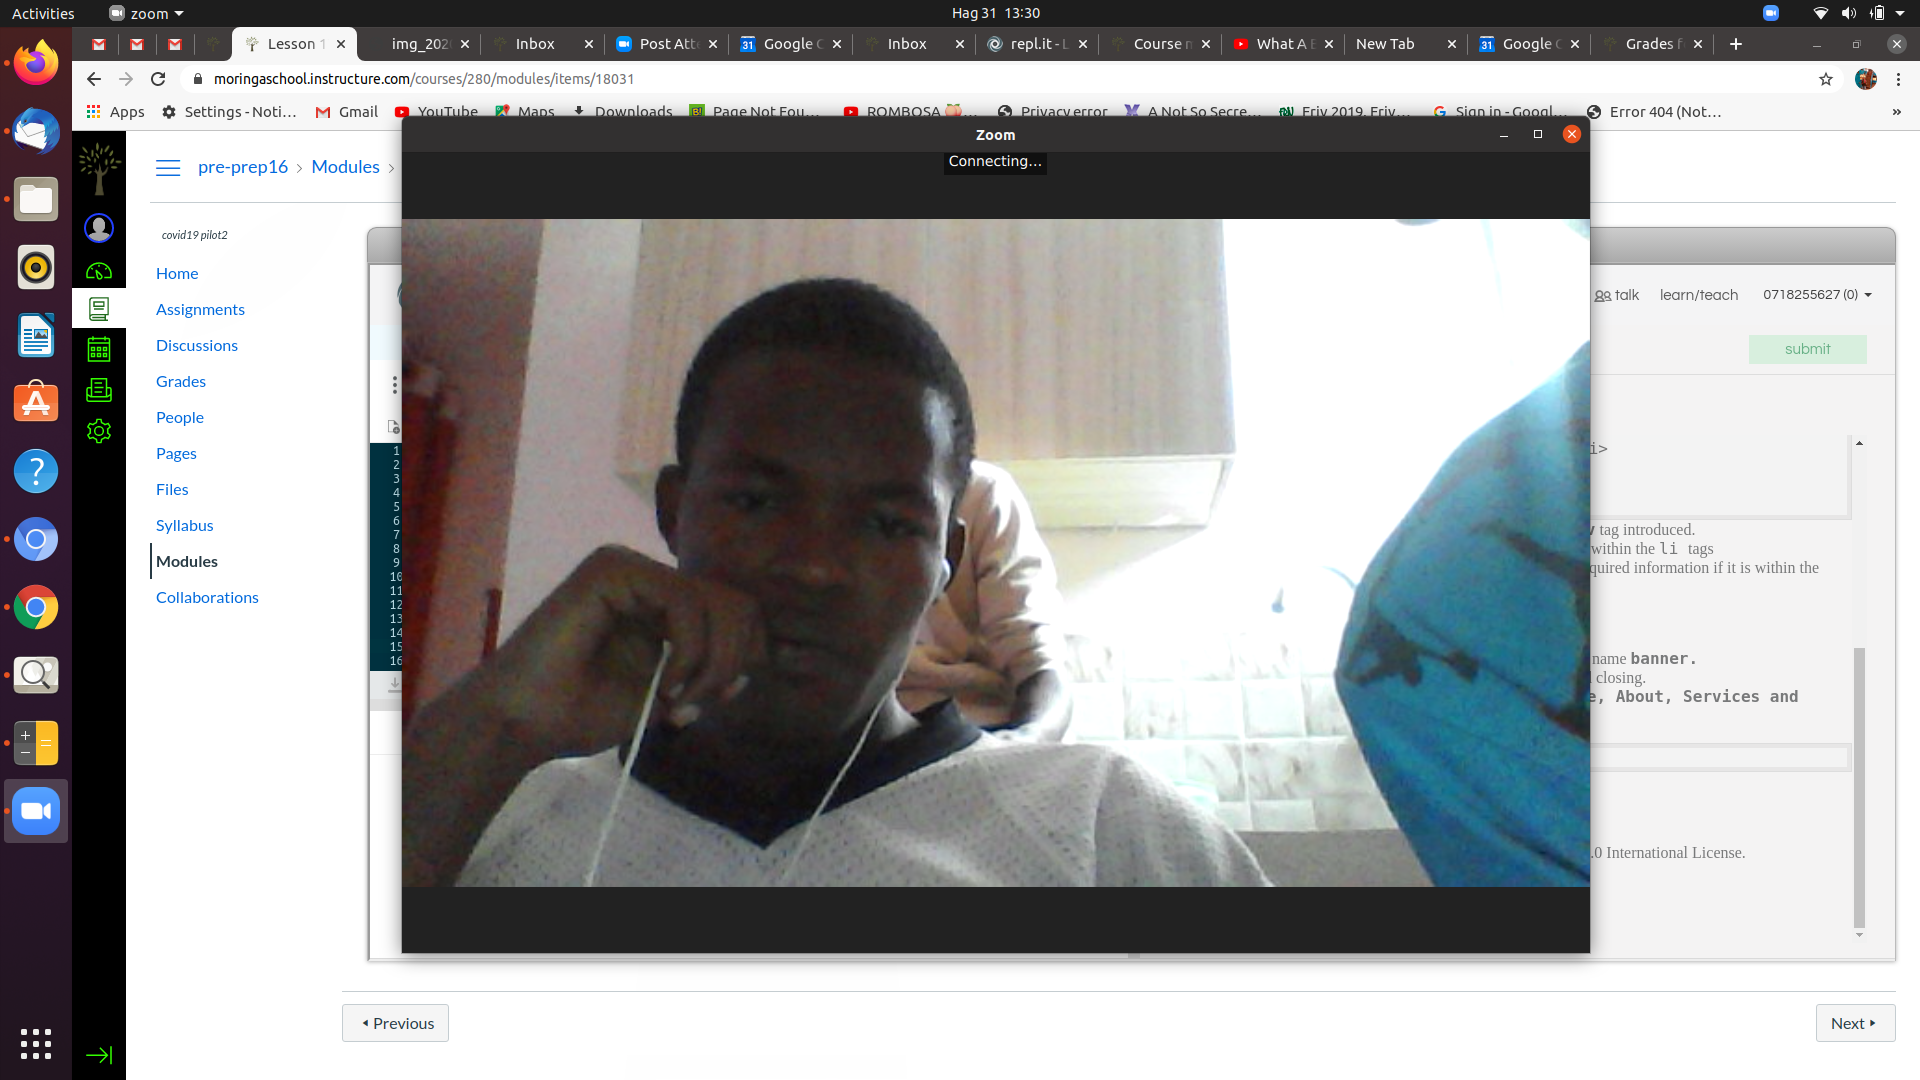 Activities
zoom
Hag 31 13:30
Lesson 1
img_202
Inbox
Post Att
Google C
Inbox
repl.it - L
Course m
What A B
New Tab
Google C
Grades f
moringaschool.instructure.com/courses/280/modules/items/18031
Apps
Settings - Noti...
Gmail
YouTube
Maps
Downloads
Page Not Fou...
ROMBOSA
Privacy error
A Not So Secre...
Friv 2019, Friv...
Sign in - Googl...
Error 404 (Not...
»
Zoom
Connecting...
pre-prep16 > Modules >
covid19 pilot2
Home
Assignments
Discussions
Grades
People
Pages
Files
Syllabus
Modules
Collaborations
talk
learn/teach
0718255627 (0)
submit
1
2
3
4
5
6
7
8
9
10
11
12
13
14
15
16
i>
tag introduced.
within the li tags
quired information if it is within the
name banner.
closing.
e, About, Services and
.0 International License.
Previous
Next